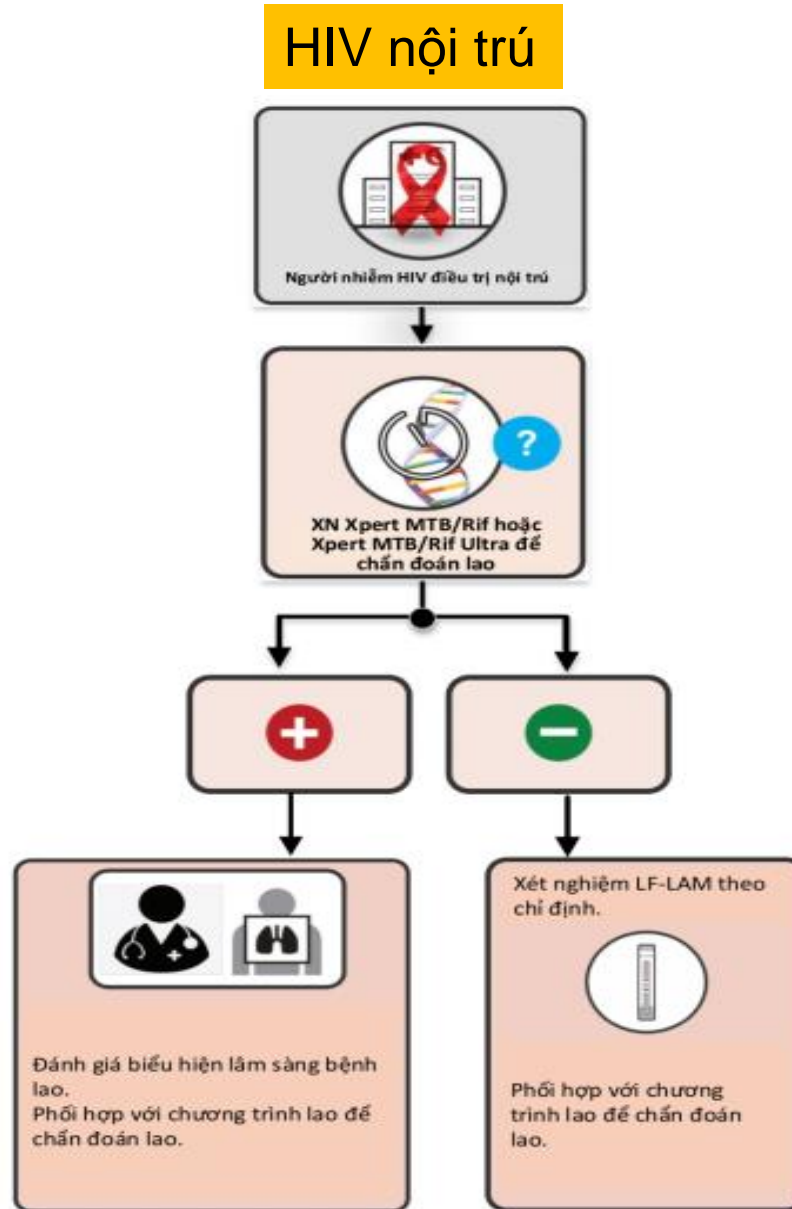 HIV nội trú
Người nhiễm HIV điều trị nội trú
?
XN Xpert MTB/Rif hoặc
Xpert MTB/Rif Ultra để
chẩn đoán lao
Đánh giá biểu hiện lâm sàng bệnh
lao.
Phối hợp với chương trình lao để
chẩn đoán lao.
Xét nghiệm LF-LAM theo
chỉ định.
Phối hợp với chương
trình lao để chẩn đoán
lao.